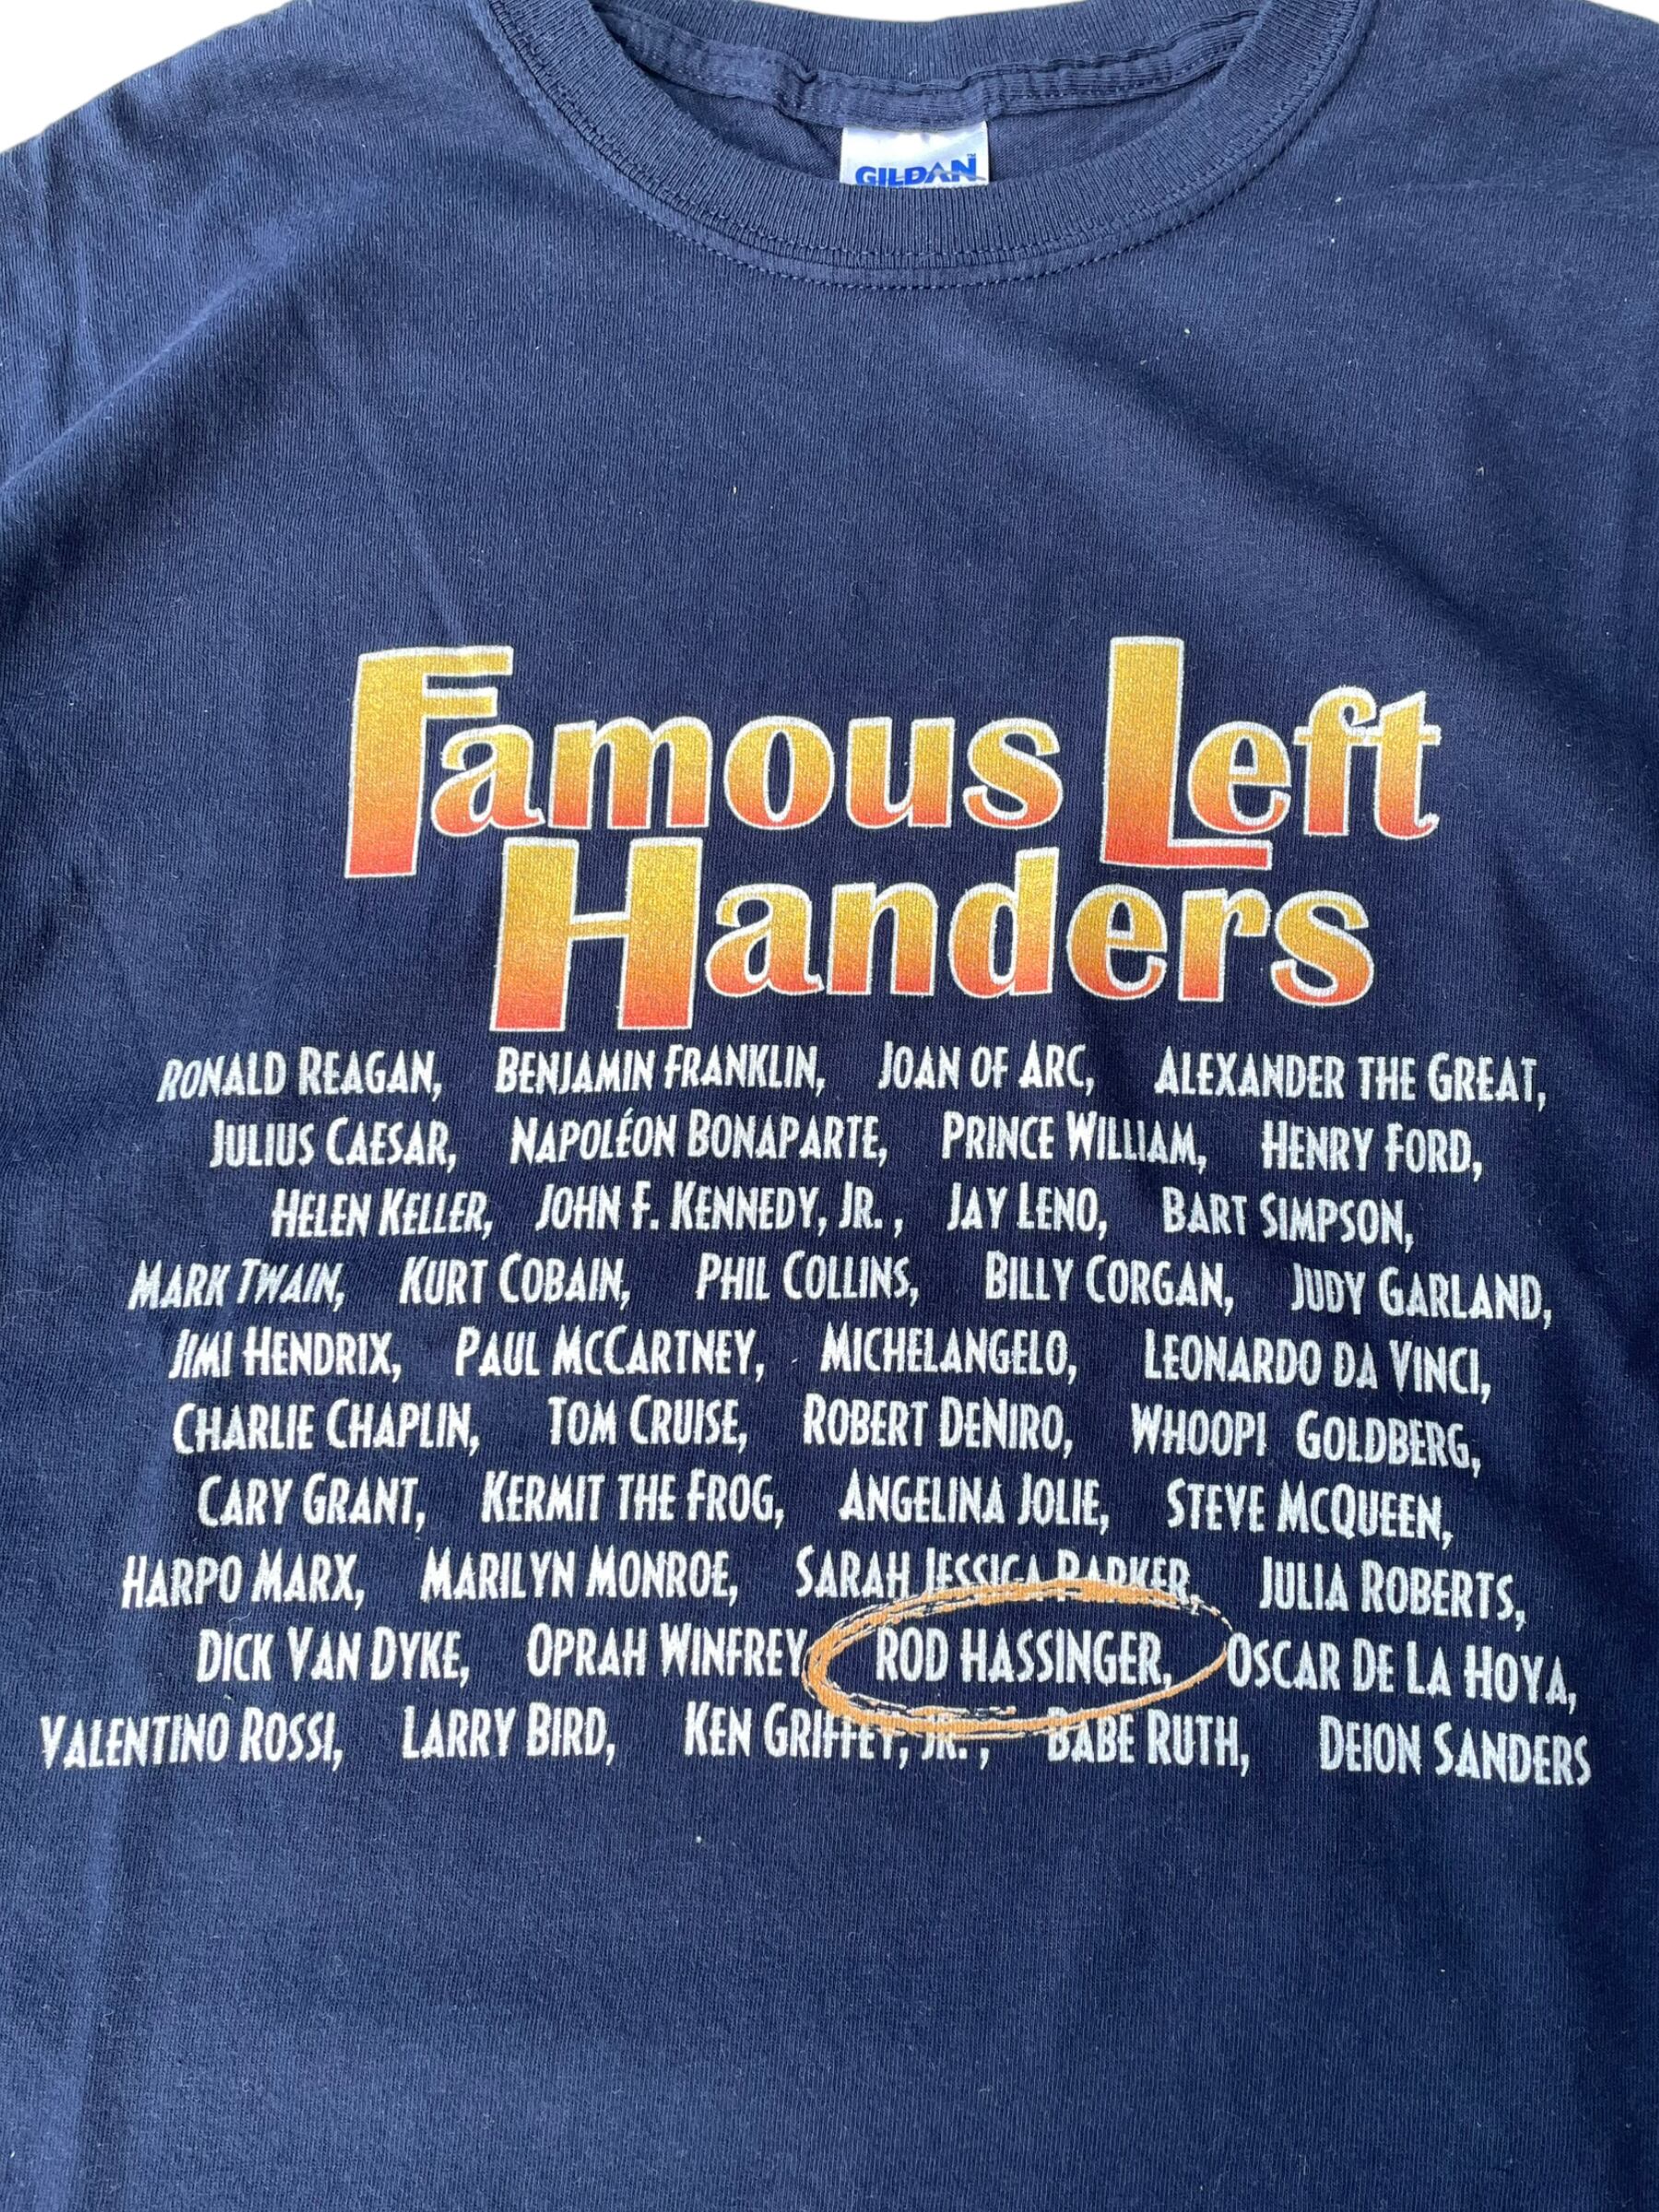 GILDAN™
Famous Left
Handers
RONALD REAGAN, BENJAMIN FRANKLIN, JOAN OF ARC, ALEXANDER THE GREAT,
JULIUS CAESAR, NAPOLÉON BONAPARTE, PRINCE WILLIAM, HENRY FORD,
HELEN KELLER, JOHN F. KENNEDY, JR. , JAY LENO, BART SIMPSON,
MARK TWAIN, KURT COBAIN, PHIL COLLINS, BILLY CORGAN, JUDY GARLAND,
JIMI HENDRIX, PAUL MCCARTNEY, MICHELANGELO, LEONARDO DA VINCI,
CHARLIE CHAPLIN, TOM CRUISE, ROBERT DENIRO, WHOOPI GOLDBERG,
CARY GRANT, KERMIT THE FROG, ANGELINA JOLIE, STEVE MCQUEEN,
HARPO MARX, MARILYN MONROE, SARAH JESSICA PARKER, JULIA ROBERTS,
DICK VAN DYKE, OPRAH WINFREY ROD HASSINGER, OSCAR DE LA HOYA,
VALENTINO ROSSI, LARRY BIRD, KEN GRIFFEY, JR. , BABE RUTH, DEION SANDERS